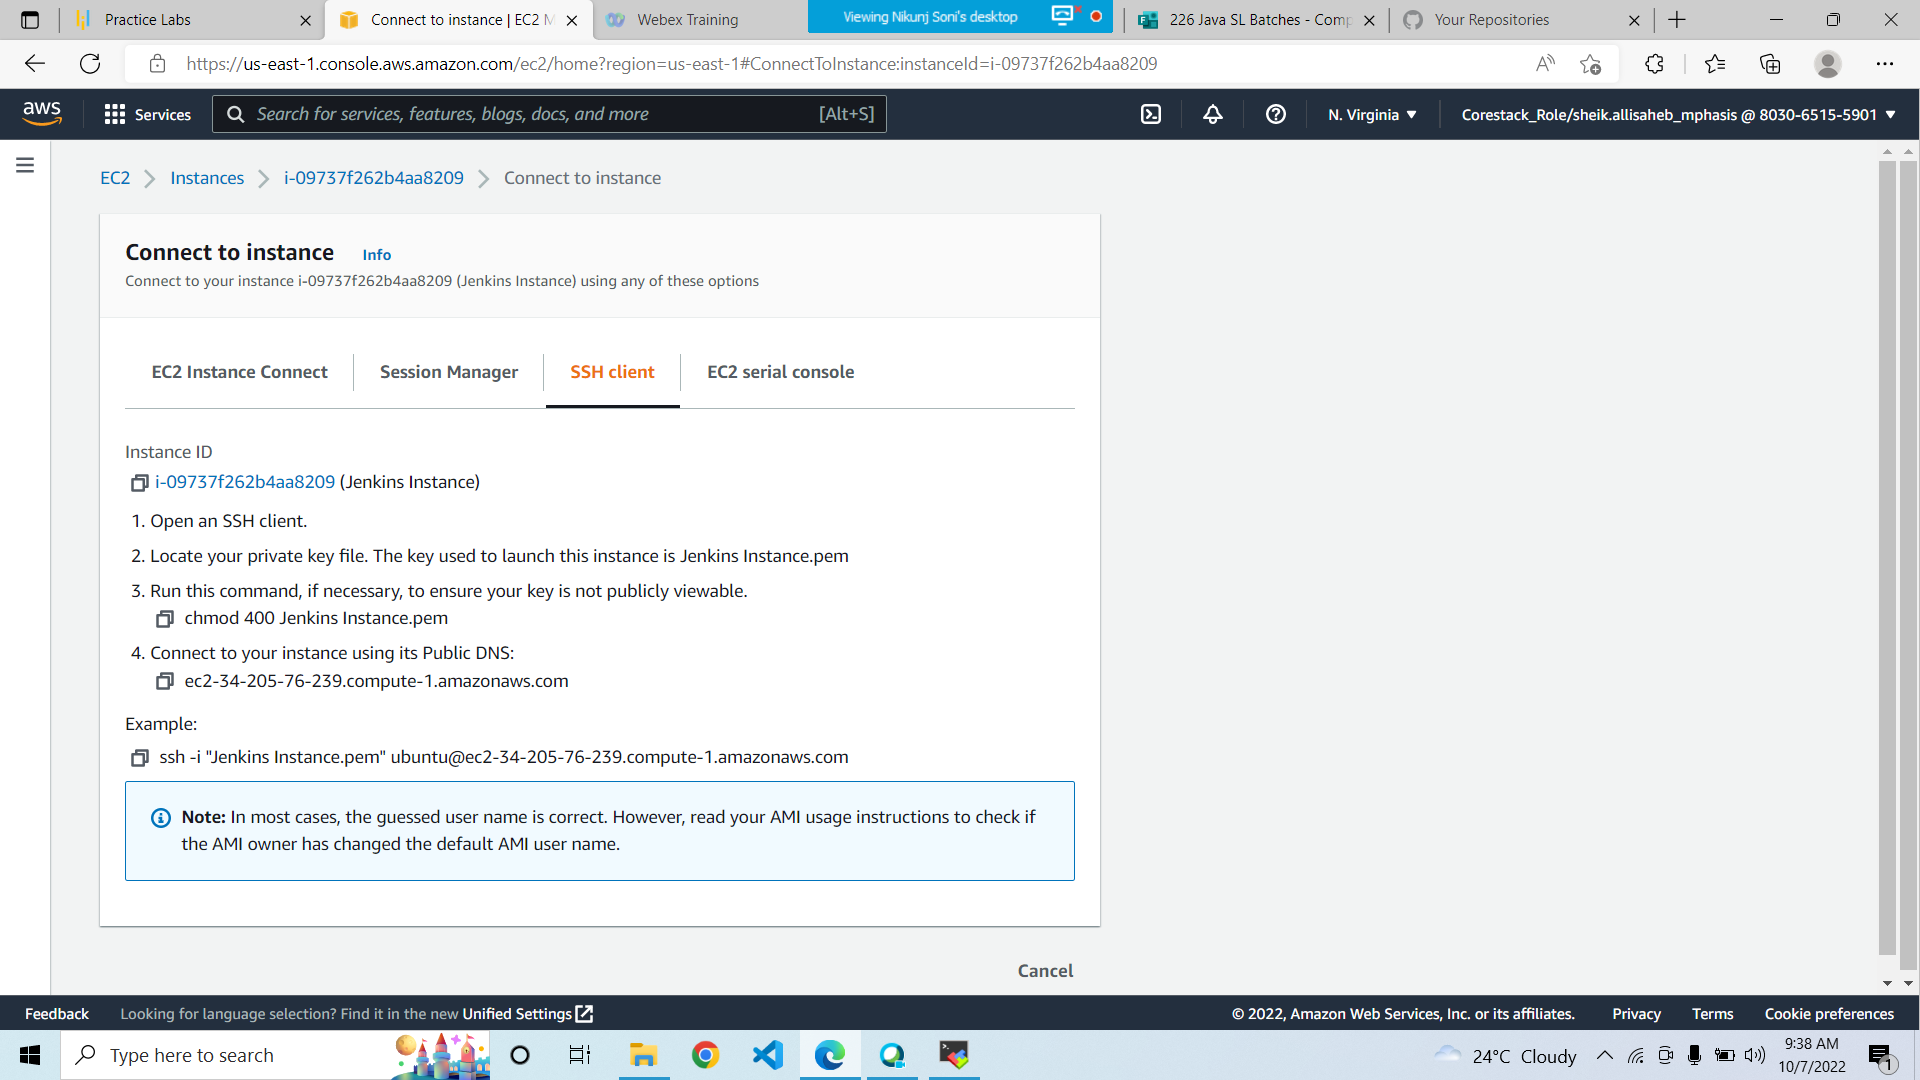 Practice Labs
Connect to instance | EC2 M
Webex Training
Viewing Nikunj Soni's desktop
226 Java SL Batches - Comp
Your Repositories
https://us-east-1.console.aws.amazon.com/ec2/home?region=us-east-1#ConnectToInstance:instanceId=i-09737f262b4aa8209
aws
Services
Search for services, features, blogs, docs, and more
[Alt+S]
N. Virginia
Corestack_Role/sheik.allisaheb_mphasis @ 8030-6515-5901
EC2
Instances
i-09737f262b4aa8209
Connect to instance
Connect to instance Info
Connect to your instance i-09737f262b4aa8209 (Jenkins Instance) using any of these options
EC2 Instance Connect
Session Manager
SSH client
EC2 serial console
Instance ID
i-09737f262b4aa8209 (Jenkins Instance)
1. Open an SSH client.
2. Locate your private key file. The key used to launch this instance is Jenkins Instance.pem
3. Run this command, if necessary, to ensure your key is not publicly viewable.
chmod 400 Jenkins Instance.pem
4. Connect to your instance using its Public DNS:
ec2-34-205-76-239.compute-1.amazonaws.com
Example:
ssh -i "Jenkins Instance.pem" ubuntu@ec2-34-205-76-239.compute-1.amazonaws.com
Note: In most cases, the guessed user name is correct. However, read your AMI usage instructions to check if
the AMI owner has changed the default AMI user name.
Cancel
Feedback
Looking for language selection? Find it in the new Unified Settings
© 2022, Amazon Web Services, Inc. or its affiliates.
Privacy
Terms
Cookie preferences
Type here to search
24°C Cloudy
9:38 AM
10/7/2022
1